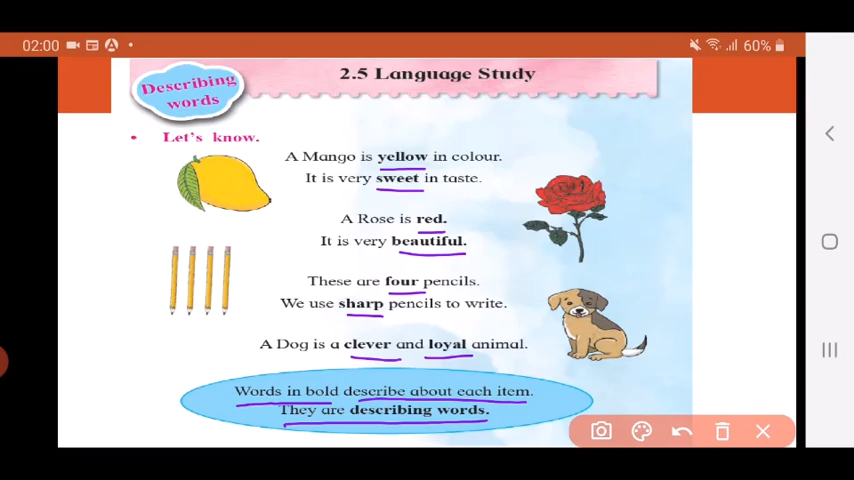 02:00
60%
Describing
words
2.5 Language Study
• Let's know.
A Mango is yellow in colour.
It is very sweet in taste.
A Rose is red.
It is very beautiful.
These are four pencils.
We use sharp pencils to write.
A Dog is a clever and loyal animal.
Words in bold describe about each item.
They are describing words.